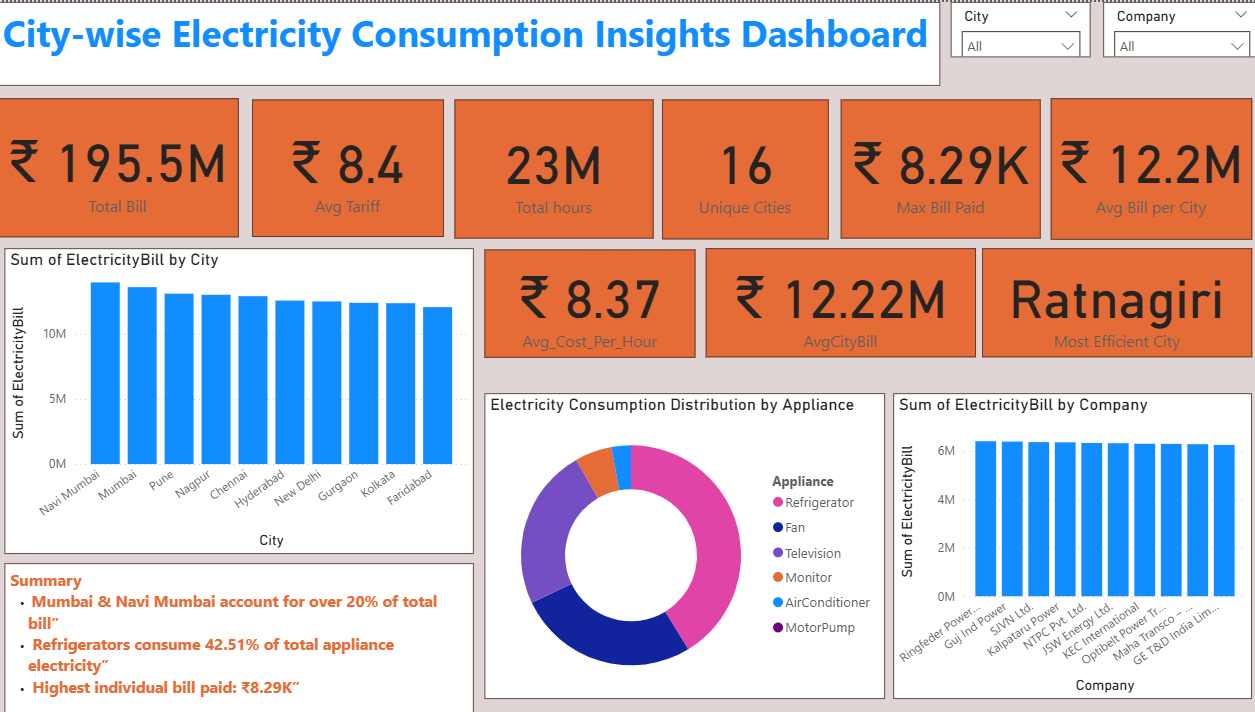 City-wise Electricity Consumption Insights Dashboard
City
All
Company
All
₹ 195.5M
Total Bill
₹ 8.4
Avg Tariff
23M
Total hours
16
Unique Cities
₹ 8.29K
Max Bill Paid
₹ 12.2M
Avg Bill per City
₹ 8.37
Avg_Cost_Per_Hour
₹ 12.22M
AvgCityBill
Ratnagiri
Most Efficient City
Sum of ElectricityBill by City
Sum of ElectricityBill
10M
5M
0M
Navi Mumbai
Mumbai
Pune
Nagpur
Chennai
Hyderabad
New Delhi
Gurgaon
Kolkata
Faridabad
City
Electricity Consumption Distribution by Appliance
Appliance
Refrigerator
Fan
Television
Monitor
AirConditioner
MotorPump
Sum of ElectricityBill by Company
Sum of ElectricityBill
6M
4M
2M
0M
Ringfeder Power...
Guj Ind Power
SJVN Ltd.
Kalpataru Power
NTPC Pvt. Ltd.
JSW Energy Ltd.
KEC International
Optibelt Power Tr...
Maha Transco – ...
GE T&D India Lim...
Company
Summary
• Mumbai & Navi Mumbai account for over 20% of total
bill”
• Refrigerators consume 42.51% of total appliance
electricity”
• Highest individual bill paid: ₹8.29K”